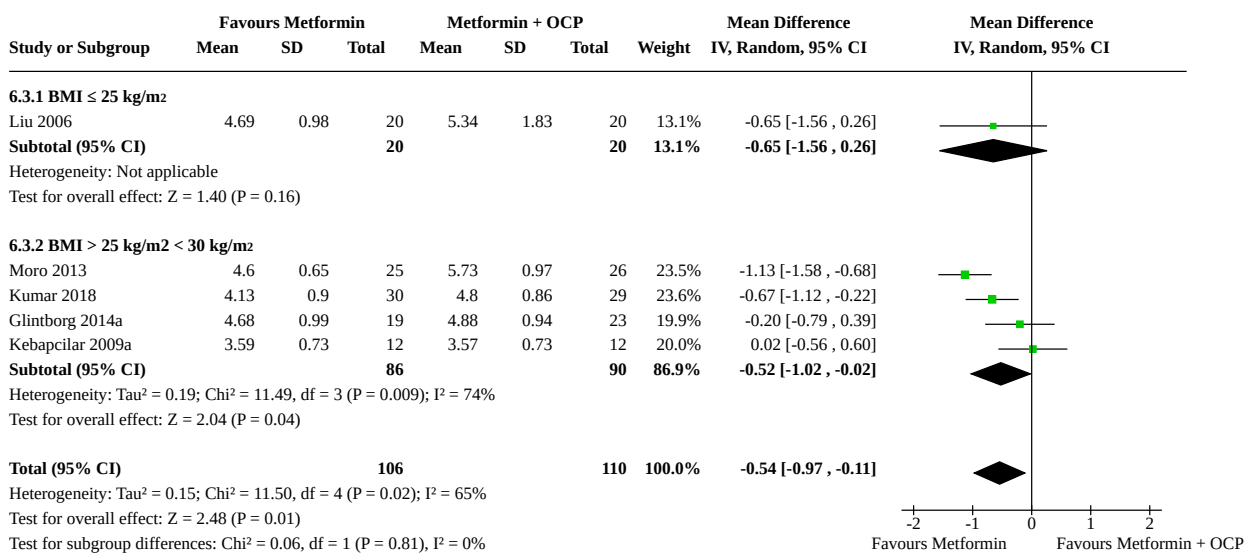 Favours Metformin Metformin + OCP Mean Difference Mean Difference
Study or Subgroup Mean SD Total Mean SD Total Weight IV, Random, 95% CI IV, Random, 95% CI
6.3.1 BMI ≤ 25 kg/m2
Liu 2006 4.69 0.98 20 5.34 1.83 20 13.1% -0.65 [-1.56 , 0.26]
Subtotal (95% CI) 20 20 13.1% -0.65 [-1.56 , 0.26]
Heterogeneity: Not applicable
Test for overall effect: Z = 1.40 (P = 0.16)
6.3.2 BMI > 25 kg/m2 < 30 kg/m2
Moro 2013 4.6 0.65 25 5.73 0.97 26 23.5% -1.13 [-1.58 , -0.68]
Kumar 2018 4.13 0.9 30 4.8 0.86 29 23.6% -0.67 [-1.12 , -0.22]
Glintborg 2014a 4.68 0.99 19 4.88 0.94 23 19.9% -0.20 [-0.79 , 0.39]
Kebapcilar 2009a 3.59 0.73 12 3.57 0.73 12 20.0% 0.02 [-0.56 , 0.60]
Subtotal (95% CI) 86 90 86.9% -0.52 [-1.02 , -0.02]
Heterogeneity: Tau² = 0.19; Chi² = 11.49, df = 3 (P = 0.009); I² = 74%
Test for overall effect: Z = 2.04 (P = 0.04)
Total (95% CI) 106 110 100.0% -0.54 [-0.97 , -0.11]
Heterogeneity: Tau² = 0.15; Chi² = 11.50, df = 4 (P = 0.02); I² = 65%
Test for overall effect: Z = 2.48 (P = 0.01)
-2 -1 0 1 2
Test for subgroup differences: Chi² = 0.06, df = 1 (P = 0.81), I² = 0% Favours Metformin Favours Metformin + OCP